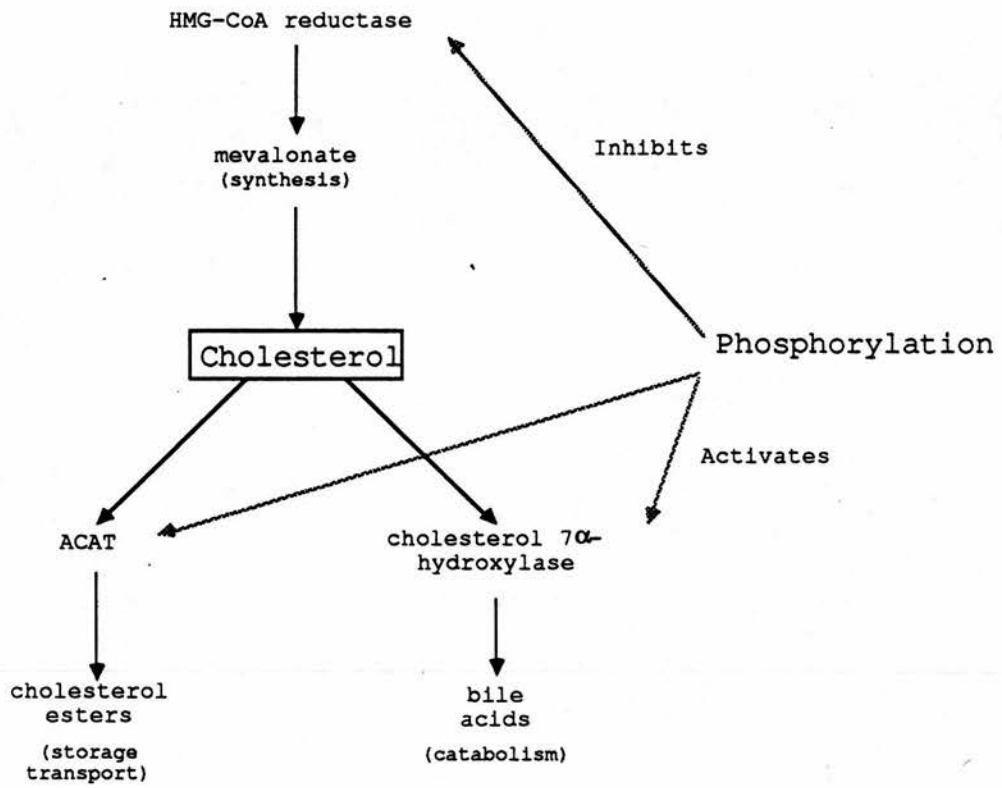 HMG-CoA reductase
Inhibits
mevalonate
(synthesis)
Phosphorylation
Cholesterol
Activates
ACAT
cholesterol 7α-
hydroxylase
cholesterol
esters
(storage
transport)
bile
acids
(catabolism)